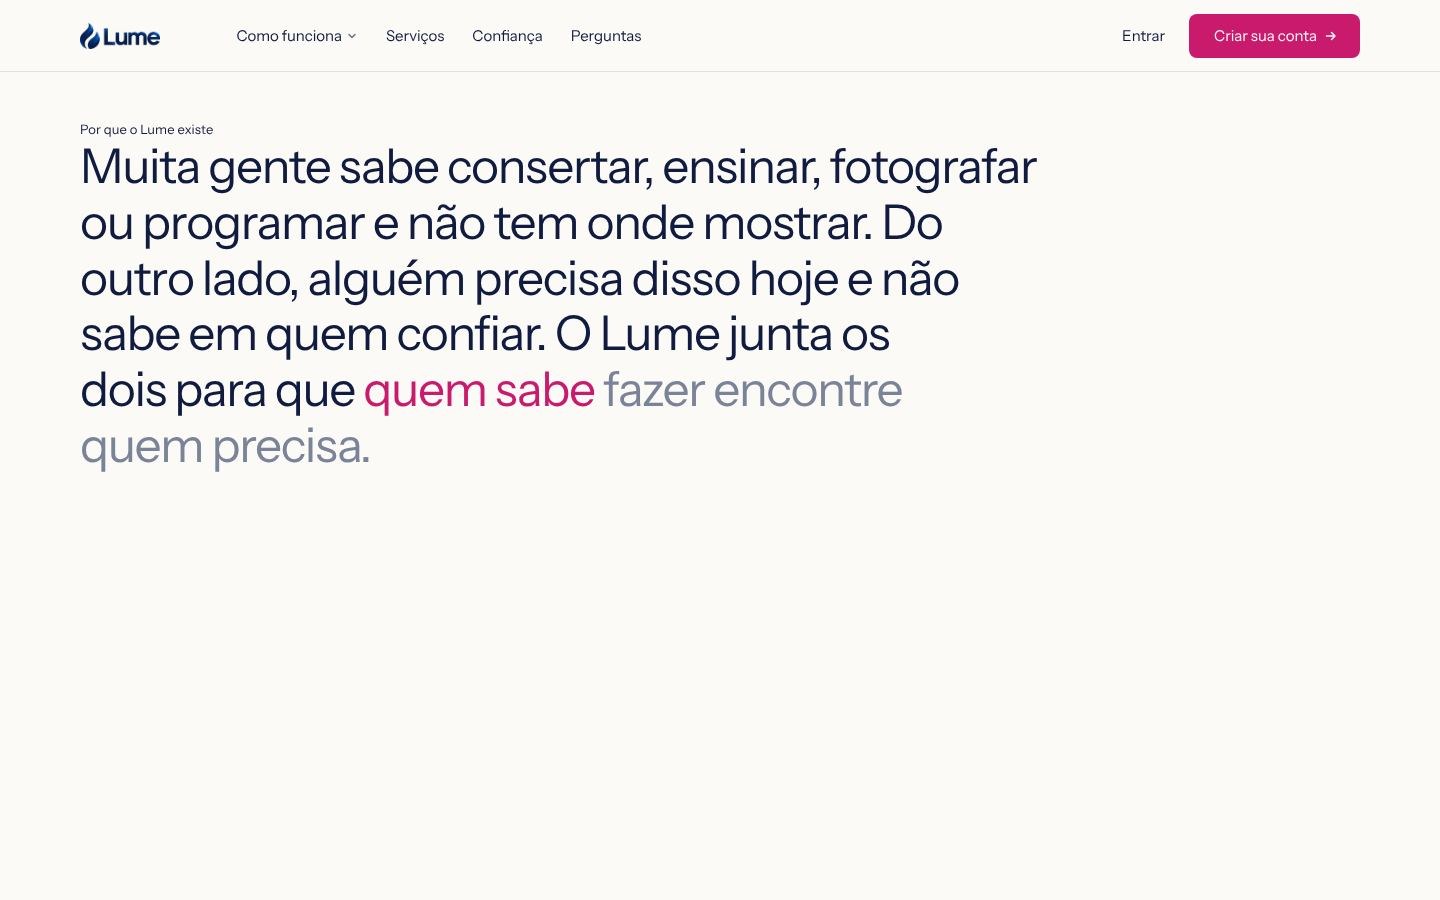 Lume
Como funciona
Serviços
Confiança
Perguntas
Entrar
Criar sua conta →
Por que o Lume existe
Muita gente sabe consertar, ensinar, fotografar
ou programar e não tem onde mostrar. Do
outro lado, alguém precisa disso hoje e não
sabe em quem confiar. O Lume junta os
dois para que quem sabe fazer encontre
quem precisa.